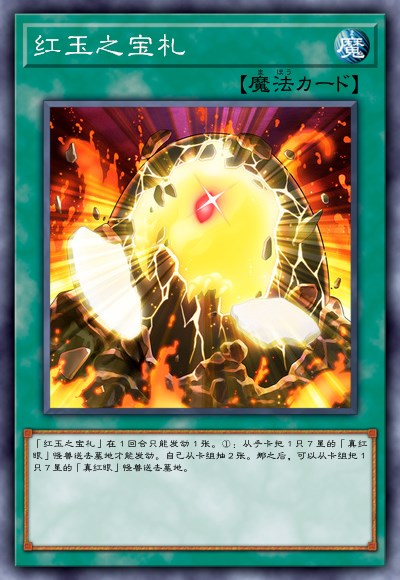 红玉之宝札
魔
【魔法カード】
「红玉之宝札」在１回合只能发动１张。①：从手卡把１只７星的「真红
眼」怪兽送去墓地才能发动。自己从卡组抽２张。那之后，可以从卡组把１
只７星的「真红眼」怪兽送去墓地。